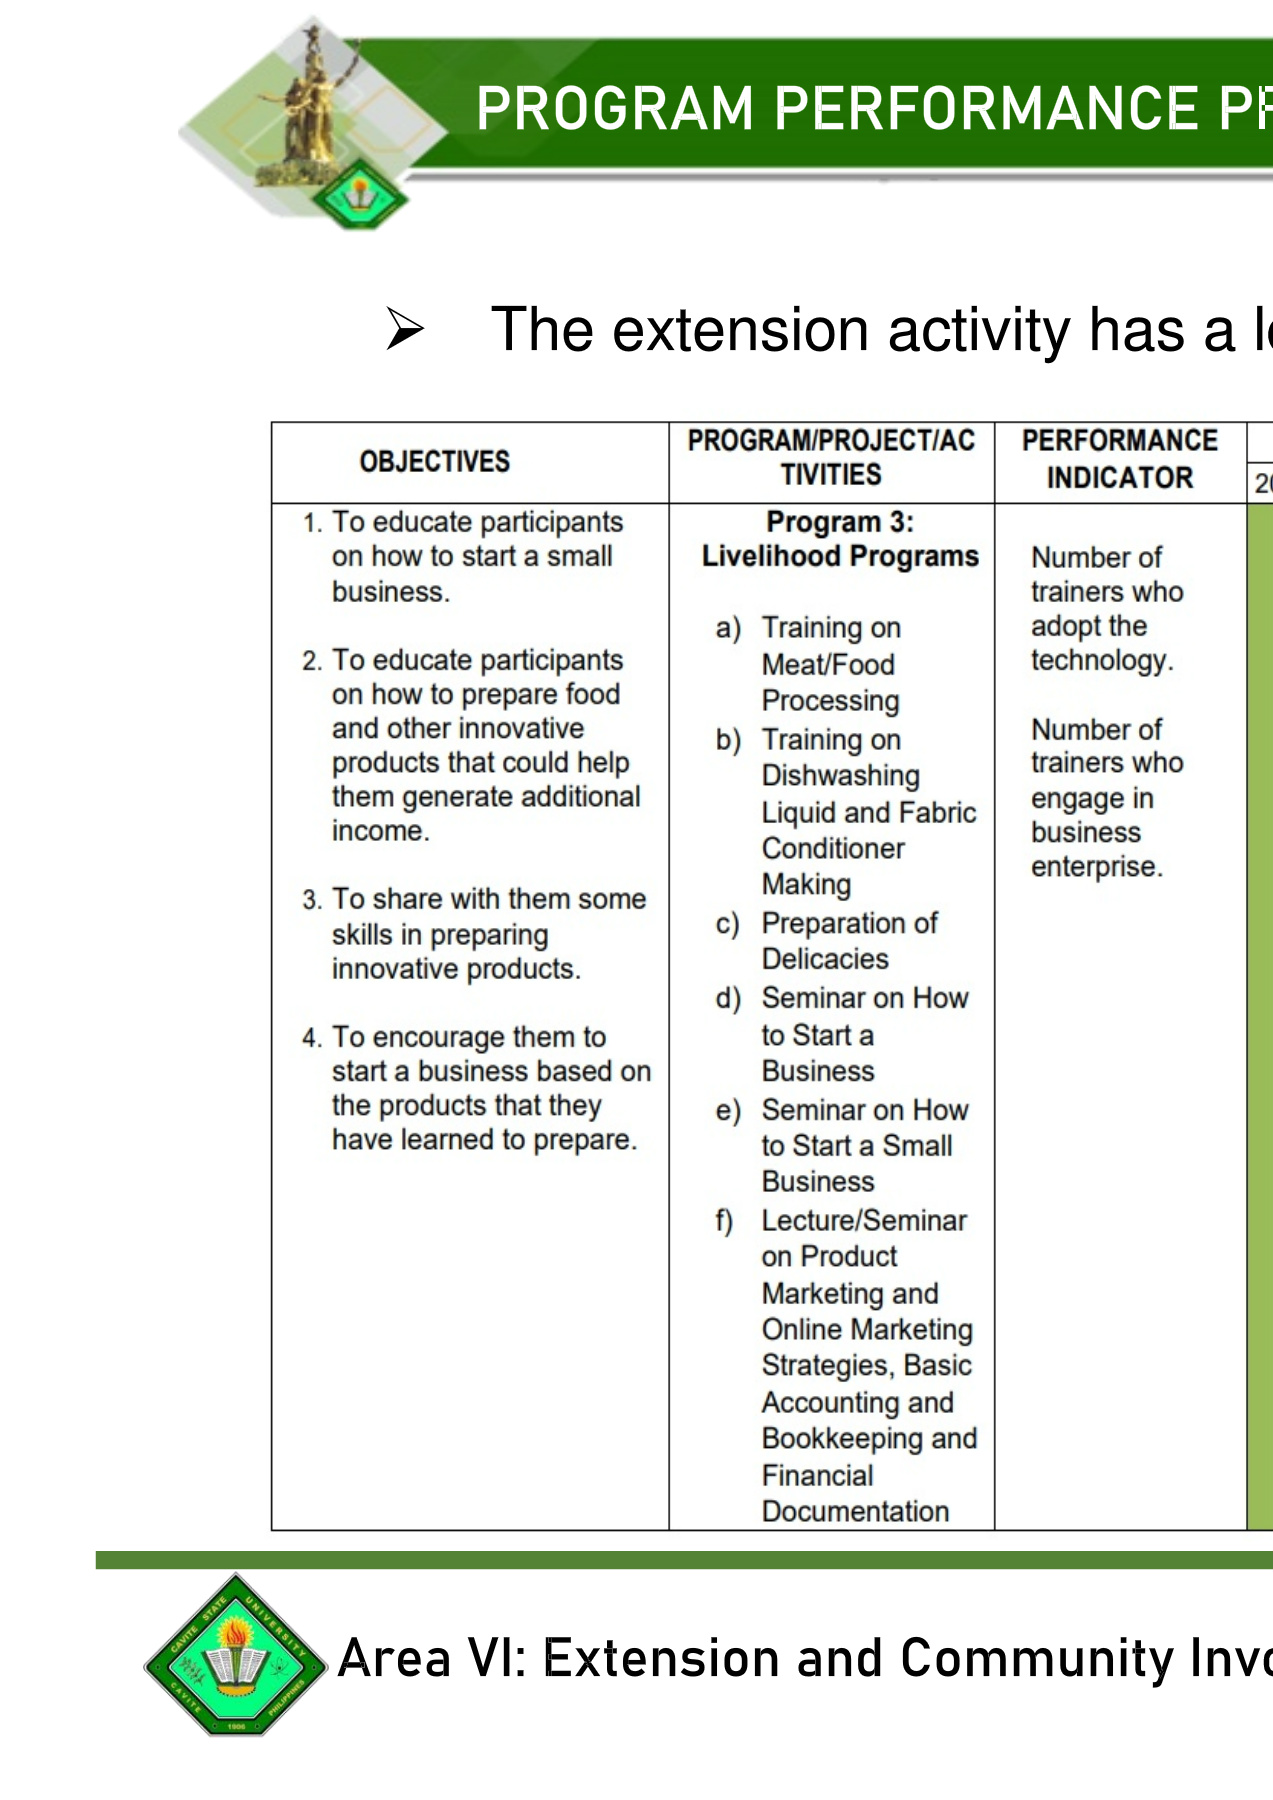 PROGRAM PERFORMANCE
The extension activity has a
OBJECTIVES
PROGRAM/PROJECT/AC
TIVITIES
PERFORMANCE
INDICATOR
1. To educate participants
on how to start a small
business.
2. To educate participants
on how to prepare food
and other innovative
products that could help
them generate additional
income.
3. To share with them some
skills in preparing
innovative products.
4. To encourage them to
start a business based on
the products that they
have learned to prepare.
Program 3:
Livelihood Programs
a) Training on
Meat/Food
Processing
b) Training on
Dishwashing
Liquid and Fabric
Conditioner
Making
c) Preparation of
Delicacies
d) Seminar on How
to Start a
Business
e) Seminar on How
to Start a Small
Business
f) Lecture/Seminar
on Product
Marketing and
Online Marketing
Strategies, Basic
Accounting and
Bookkeeping and
Financial
Documentation
Number of
trainers who
adopt the
technology.
Number of
trainers who
engage in
business
enterprise.
CAVITE STATE UNIVERSITY
CAVITE
1906
PHILIPPINES
Area VI: Extension and Community